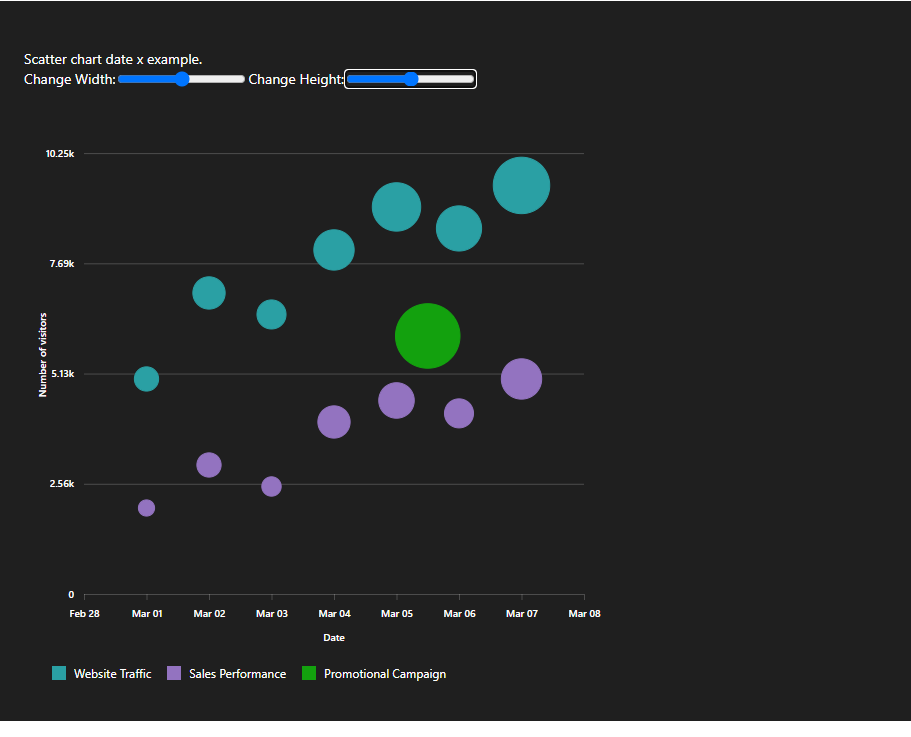 Scatter chart date x example.
Change Width: Change Height:
10.25k
7.69k
5.13k
2.56k
0
Number of visitors
Feb 28 Mar 01 Mar 02 Mar 03 Mar 04 Mar 05 Mar 06 Mar 07 Mar 08
Date
Website Traffic Sales Performance Promotional Campaign